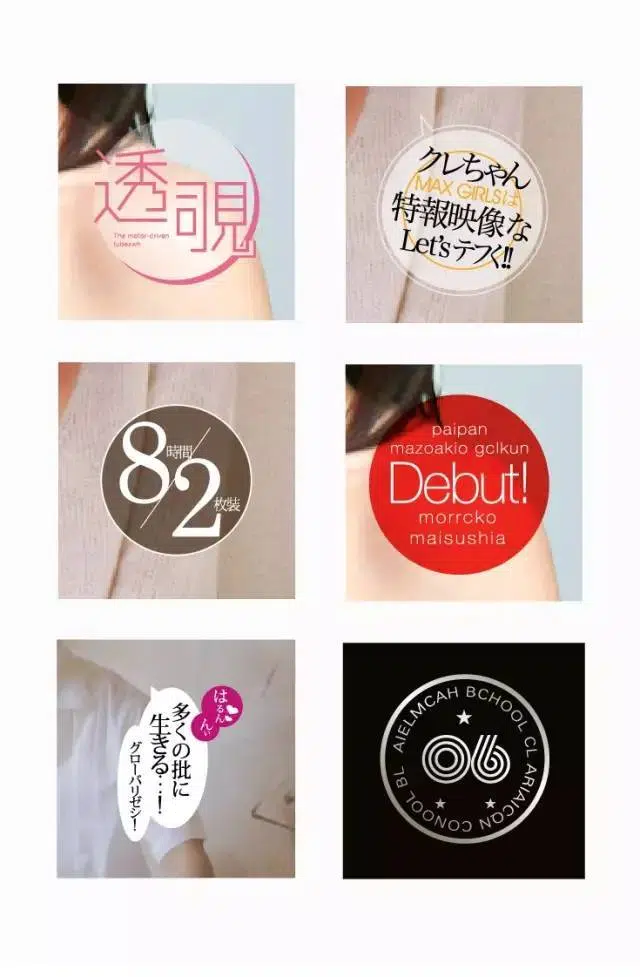 透覗
The motor-driven
クレちゃん
MAX GIRLSは
特報映像な
Let'sテフく!!
8時間/2枚装
paipan
mazoakio gclkun
Debut!
morrcko
maisushia
はるん
んい
多くの批に
生きる…!
グローバリゼシ!
AIELMCAH BCHOOL CL ARIAICQN CONOOL BL
06